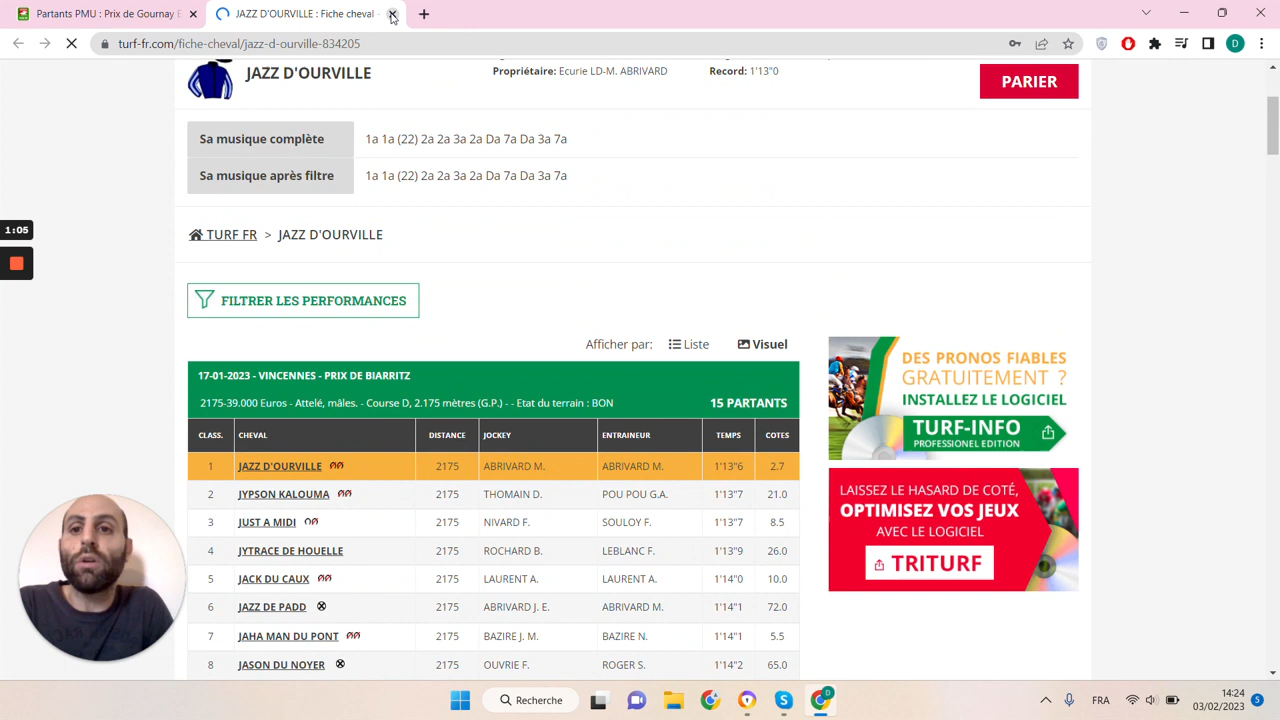 Partants PMU : Prix de Gournay
JAZZ D'OURVILLE : Fiche cheval
turf-fr.com/fiche-cheval/jazz-d-ourville-834205
JAZZ D'OURVILLE
Propriétaire: Ecurie LD-M. ABRIVARD
Record: 1'13"0
PARIER
Sa musique complète
1a 1a (22) 2a 2a 3a 2a Da 7a Da 3a 7a
Sa musique après filtre
1a 1a (22) 2a 2a 3a 2a Da 7a Da 3a 7a
1:05
TURF FR > JAZZ D'OURVILLE
FILTRER LES PERFORMANCES
Afficher par: Liste Visuel
17-01-2023 - VINCENNES - PRIX DE BIARRITZ
2175-39.000 Euros - Attelé, mâles. - Course D, 2.175 mètres (G.P.) - - Etat du terrain : BON
15 PARTANTS
CLASS. CHEVAL DISTANCE JOCKEY ENTRAINEUR TEMPS COTES
1 JAZZ D'OURVILLE 2175 ABRIVARD M. ABRIVARD M. 1'13"6 2.7
2 JYPSON KALOUMA 2175 THOMAIN D. POU POU G.A. 1'13"7 21.0
3 JUST A MIDI 2175 NIVARD F. SOULOY F. 1'13"7 8.5
4 JYTRACE DE HOUELLE 2175 ROCHARD B. LEBLANC F. 1'13"9 26.0
5 JACK DU CAUX 2175 LAURENT A. LAURENT A. 1'14"0 10.0
6 JAZZ DE PADD 2175 ABRIVARD J. E. ABRIVARD M. 1'14"1 72.0
7 JAHA MAN DU PONT 2175 BAZIRE J. M. BAZIRE N. 1'14"1 5.5
8 JASON DU NOYER 2175 OUVRIE F. ROGER S. 1'14"2 65.0
DES PRONOS FIABLES
GRATUITEMENT ?
INSTALLEZ LE LOGICIEL
TURF-INFO
PROFESSIONEL EDITION
LAISSEZ LE HASARD DE COTÉ,
OPTIMISEZ VOS JEUX
AVEC LE LOGICIEL
TRITURF
Recherche
D
FRA
14:24
03/02/2023
5